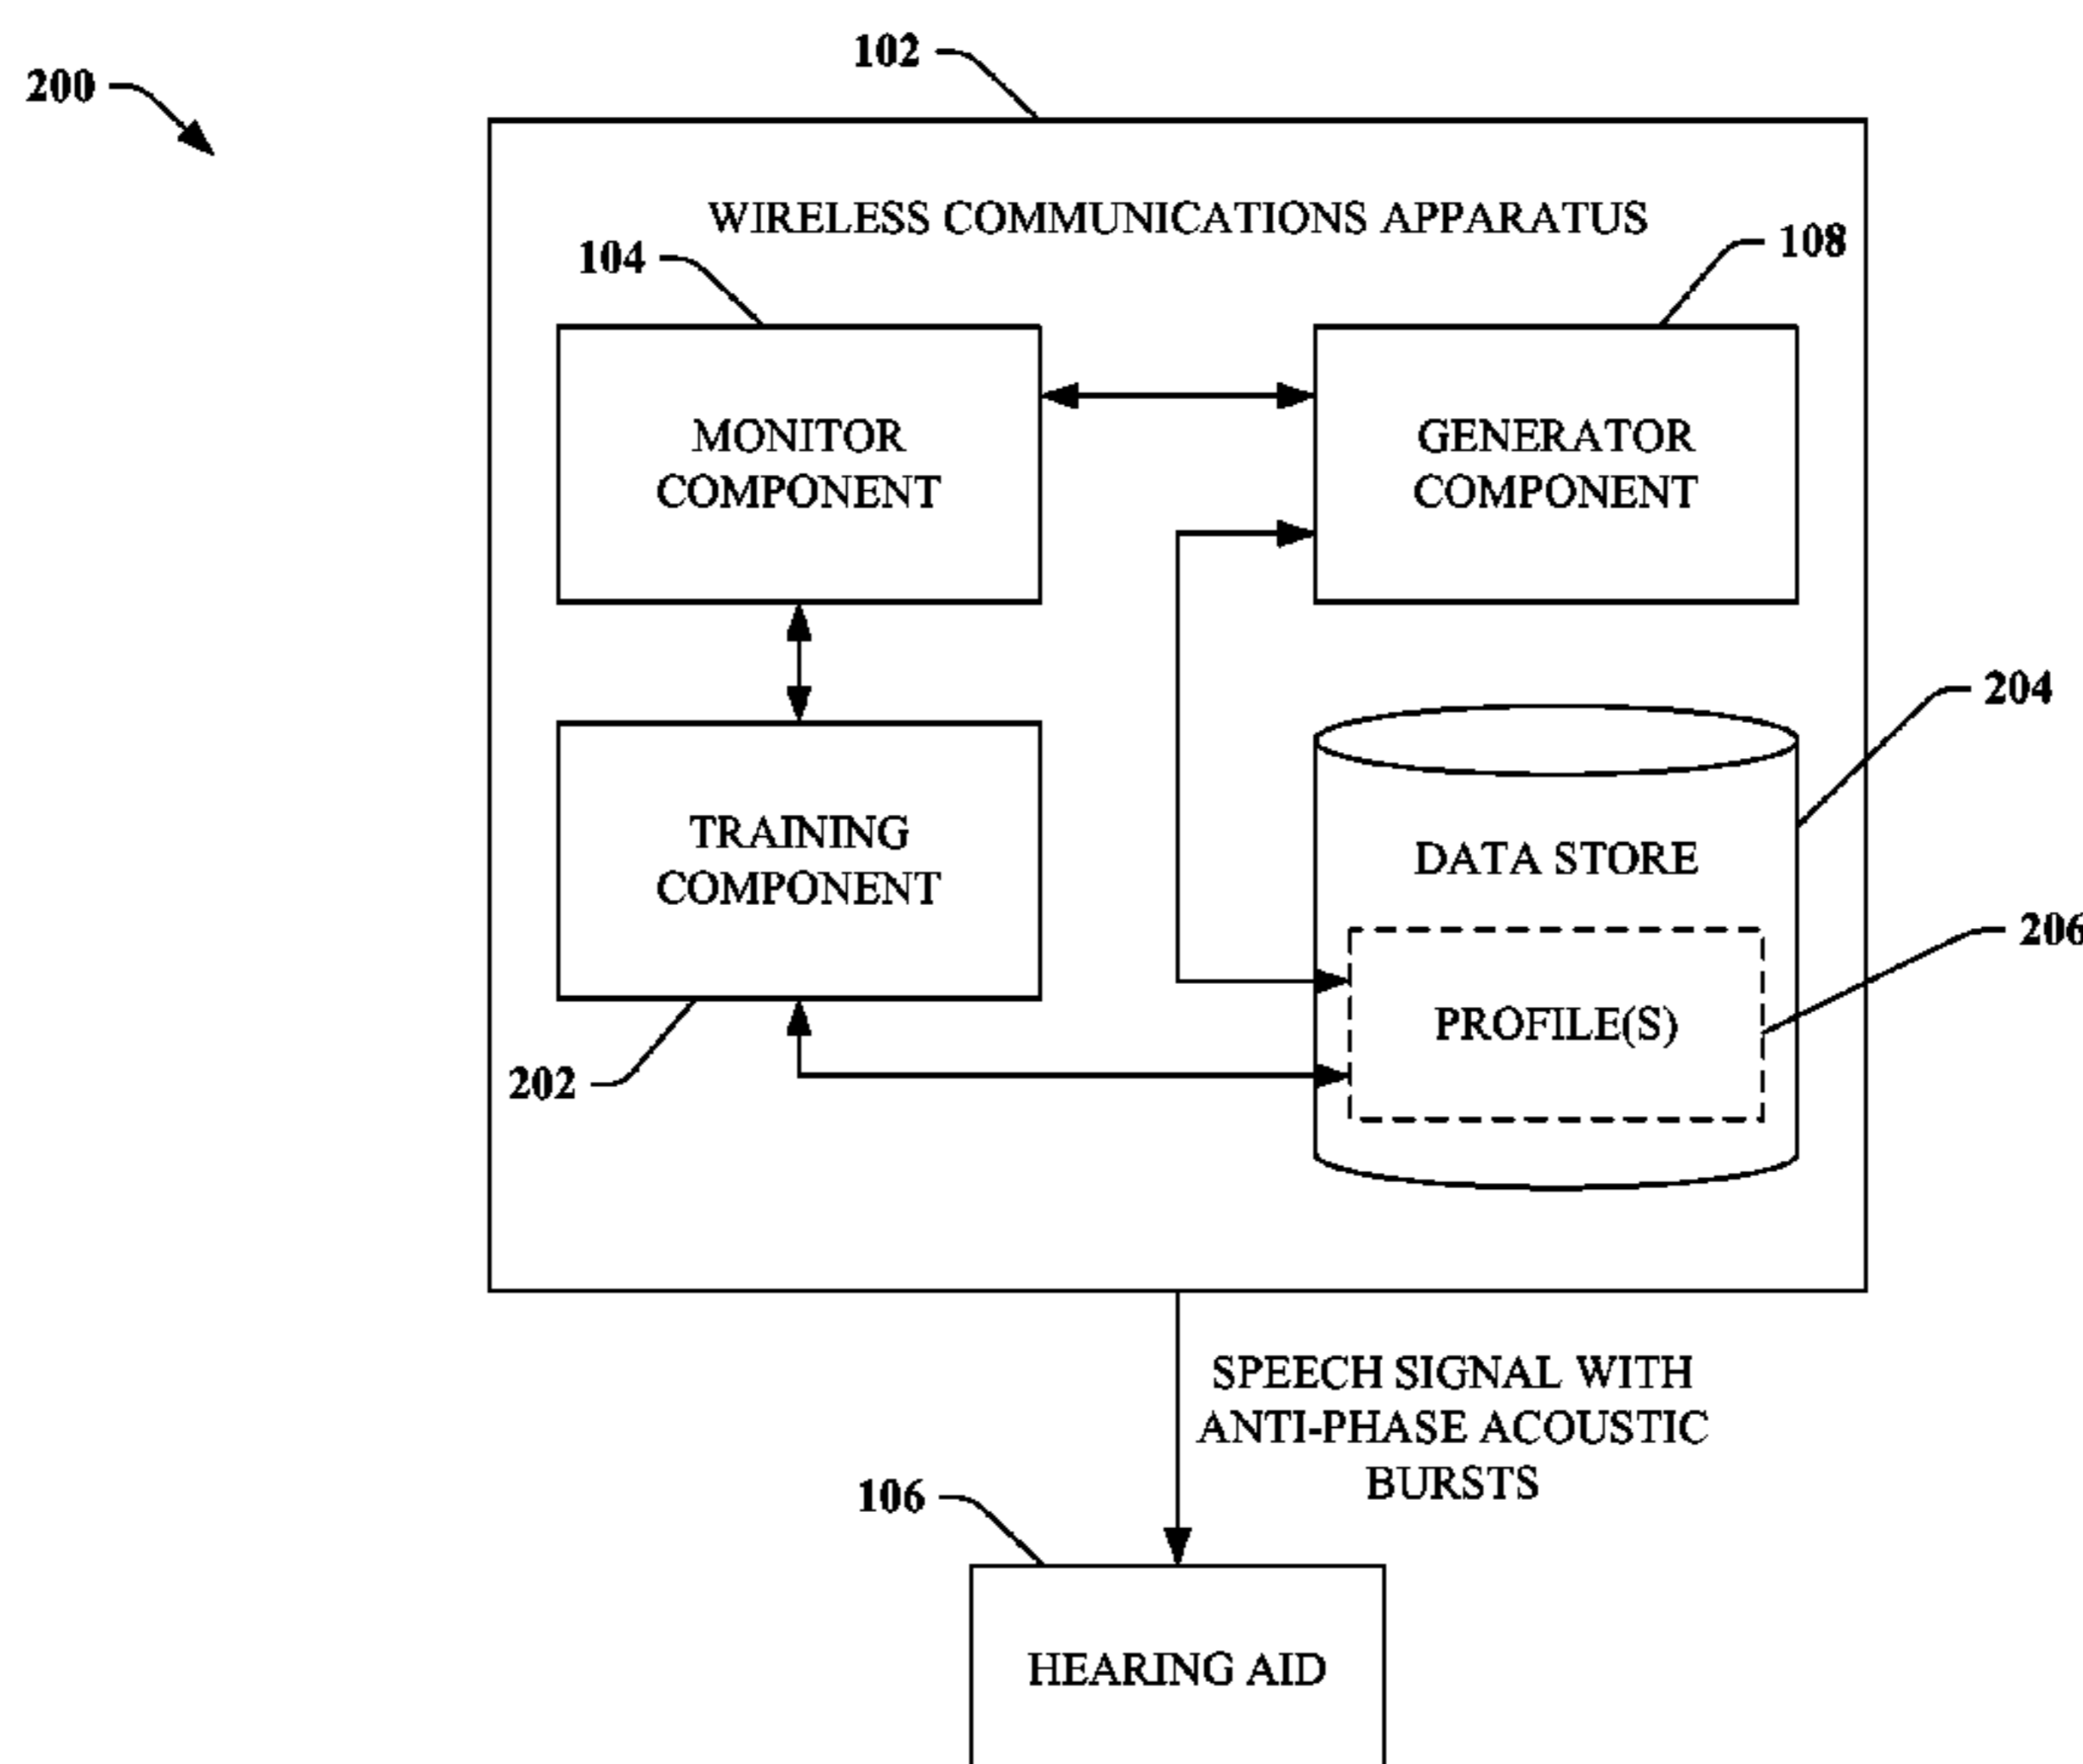 102
200
WIRELESS COMMUNICATIONS APPARATUS
104
108
MONITOR
COMPONENT
GENERATOR
COMPONENT
204
TRAINING
COMPONENT
DATA STORE
206
PROFILE(S)
202
SPEECH SIGNAL WITH
ANTI-PHASE ACOUSTIC
BURSTS
106
HEARING AID